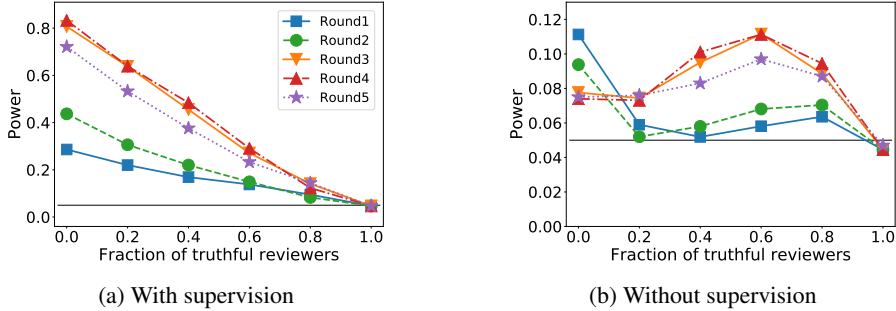 0.8
0.6
0.4
0.2
0.0
Power
0.0 0.2 0.4 0.6 0.8 1.0
Fraction of truthful reviewers
Round1
Round2
Round3
Round4
Round5
(a) With supervision
0.12
0.10
0.08
0.06
0.04
0.02
0.00
Power
0.0 0.2 0.4 0.6 0.8 1.0
Fraction of truthful reviewers
(b) Without supervision